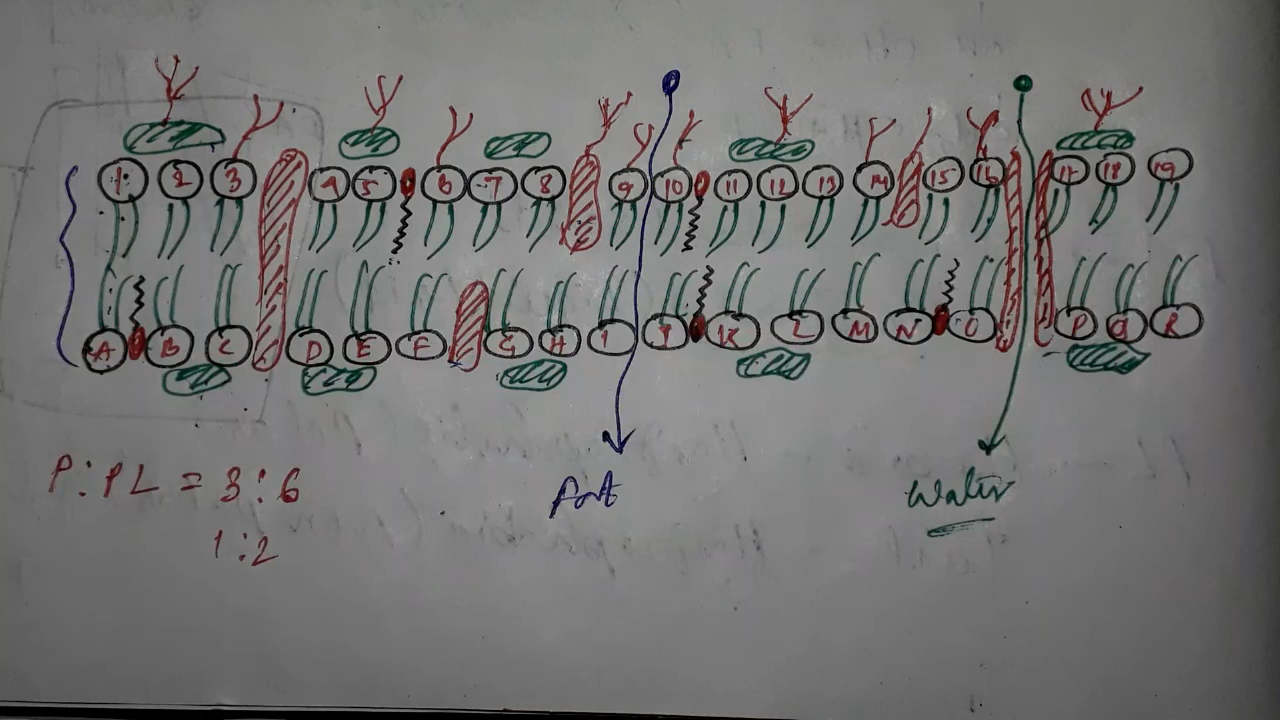 1 2 3 4 5 6 7 8 9 10 11 12 13 14 15 16 17 18 19
A B C D E F G H I J K L M N O P Q R
P:PL = 3:6
1:2
Fat
Water